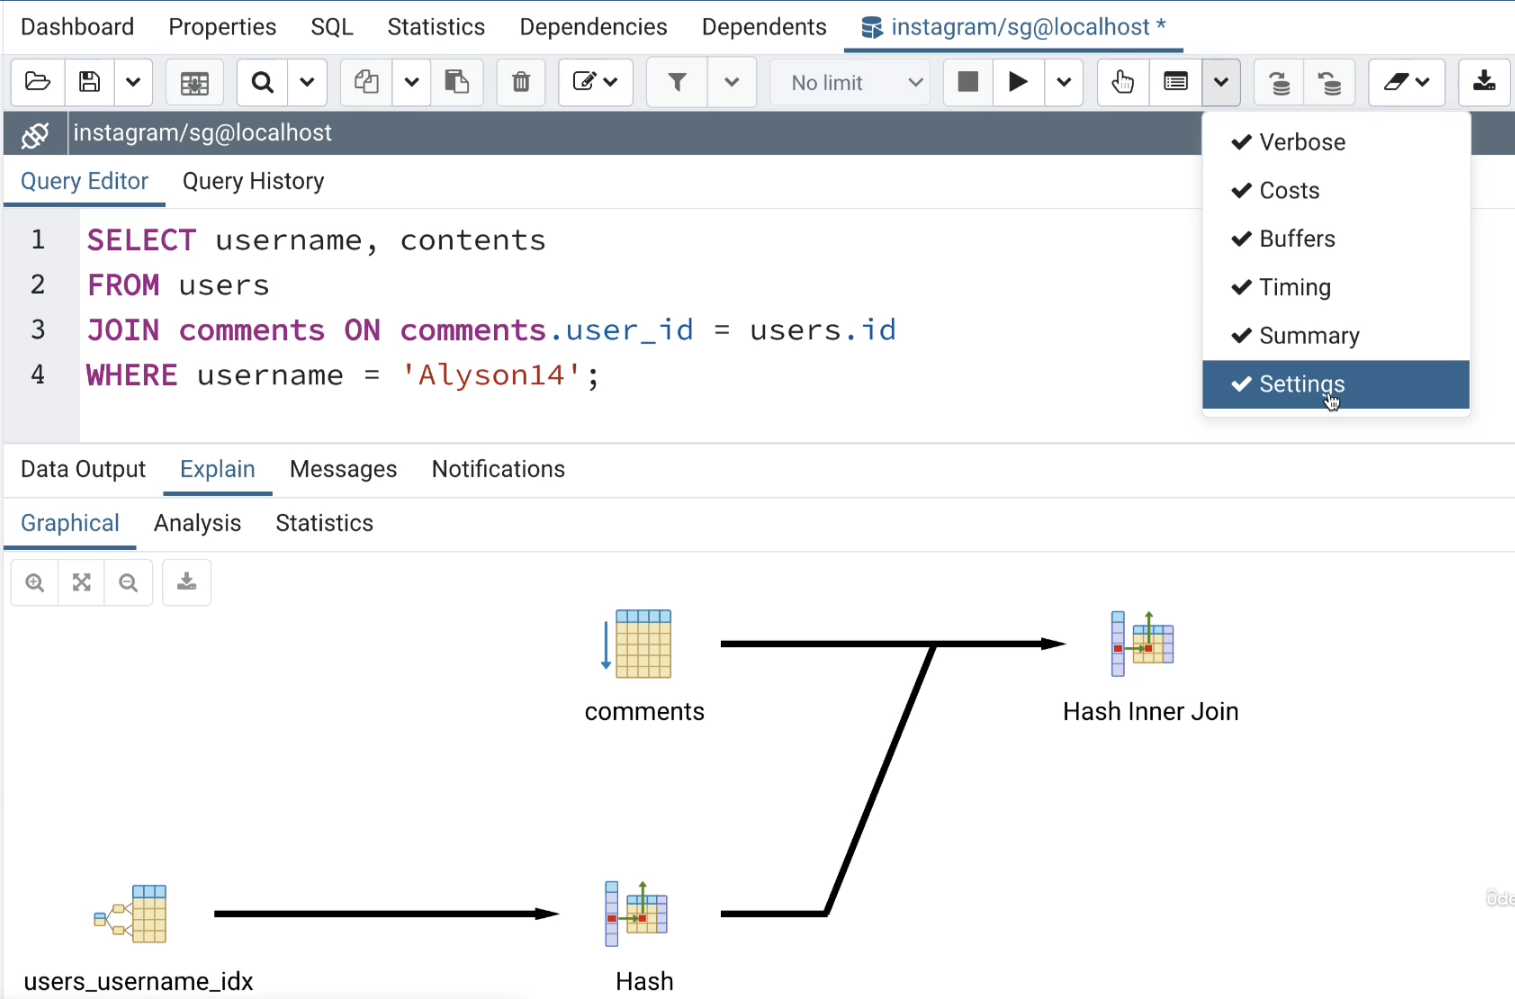 Dashboard Properties SQL Statistics Dependencies Dependents instagram/sg@localhost *
No limit
instagram/sg@localhost
Query Editor Query History
1 SELECT username, contents
2 FROM users
3 JOIN comments ON comments.user_id = users.id
4 WHERE username = 'Alyson14';
Verbose
Costs
Buffers
Timing
Summary
Settings
Data Output Explain Messages Notifications
Graphical Analysis Statistics
comments
Hash Inner Join
users_username_idx
Hash